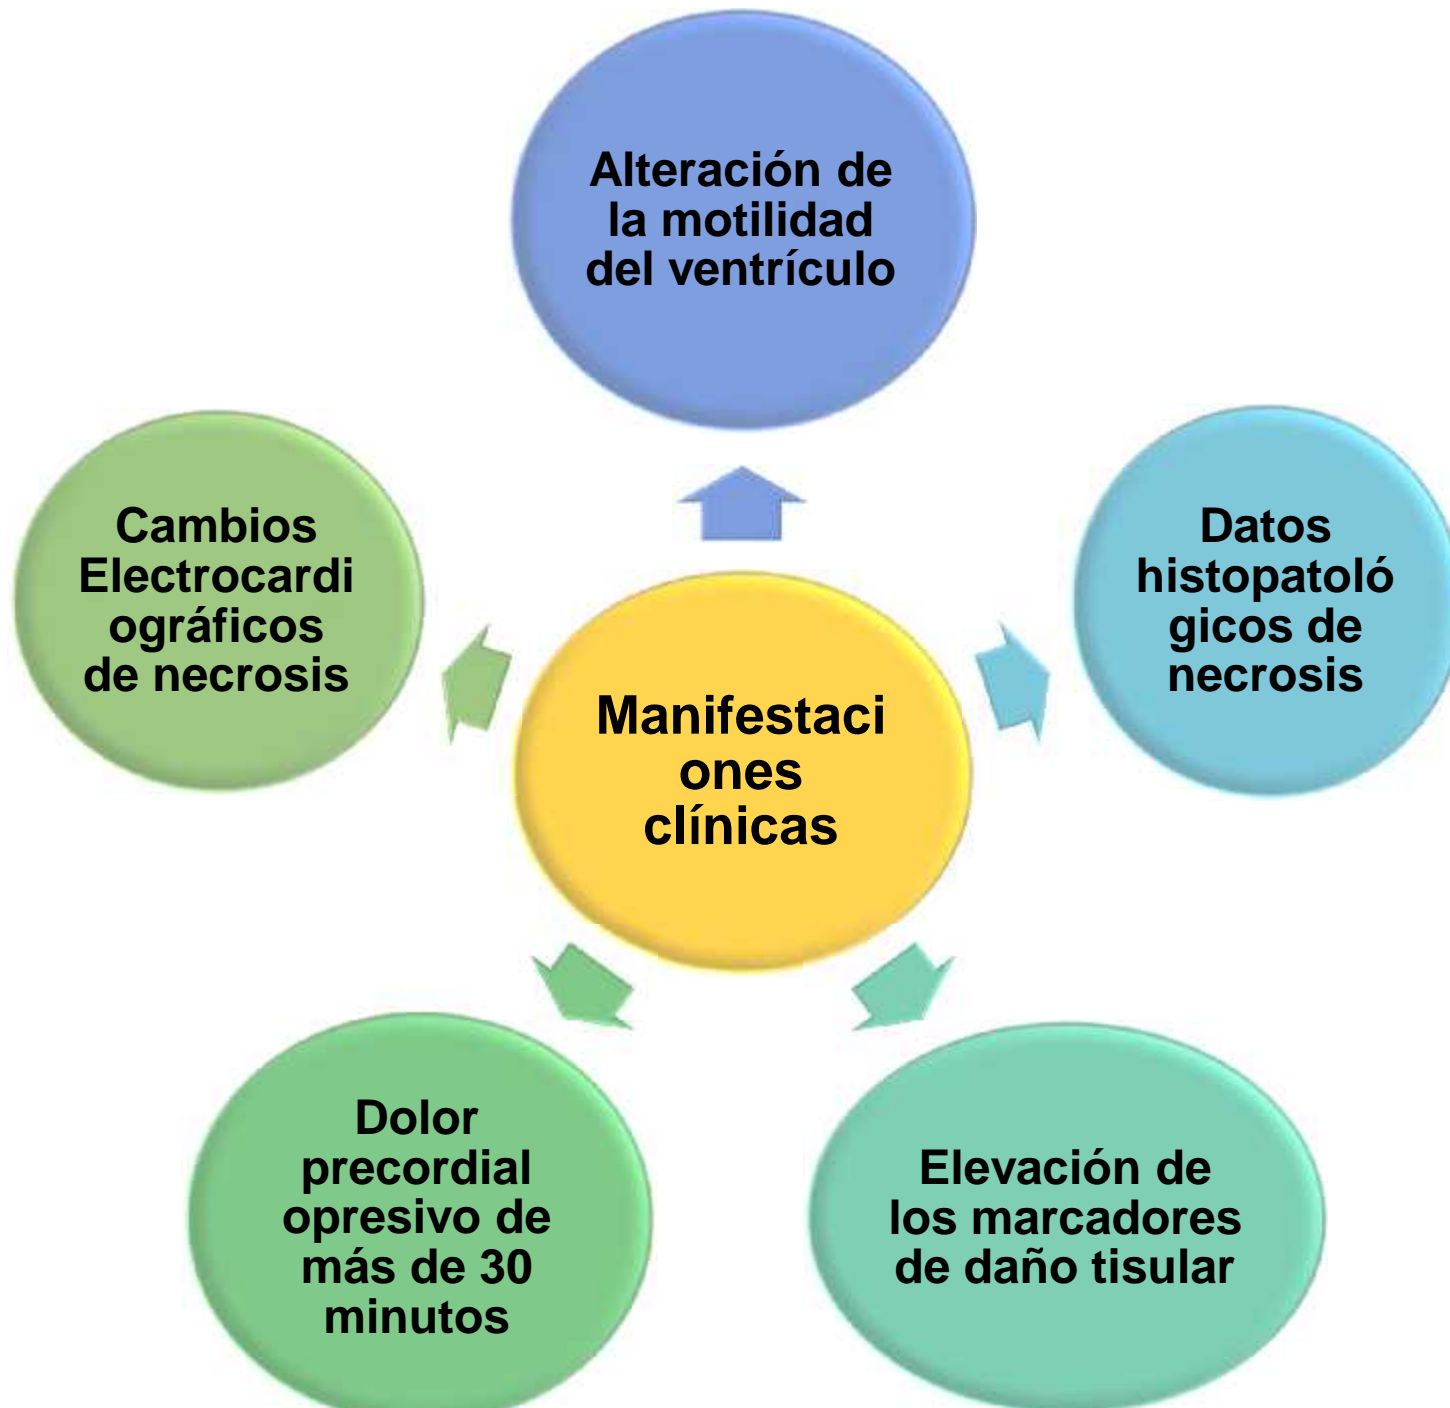 Alteración de
la motilidad
del ventrículo
Cambios
Electrocardi
ográficos
de necrosis
Datos
histopatoló
gicos de
necrosis
Manifestaci
ones
clínicas
Dolor
precordial
opresivo de
más de 30
minutos
Elevación de
los marcadores
de daño tisular